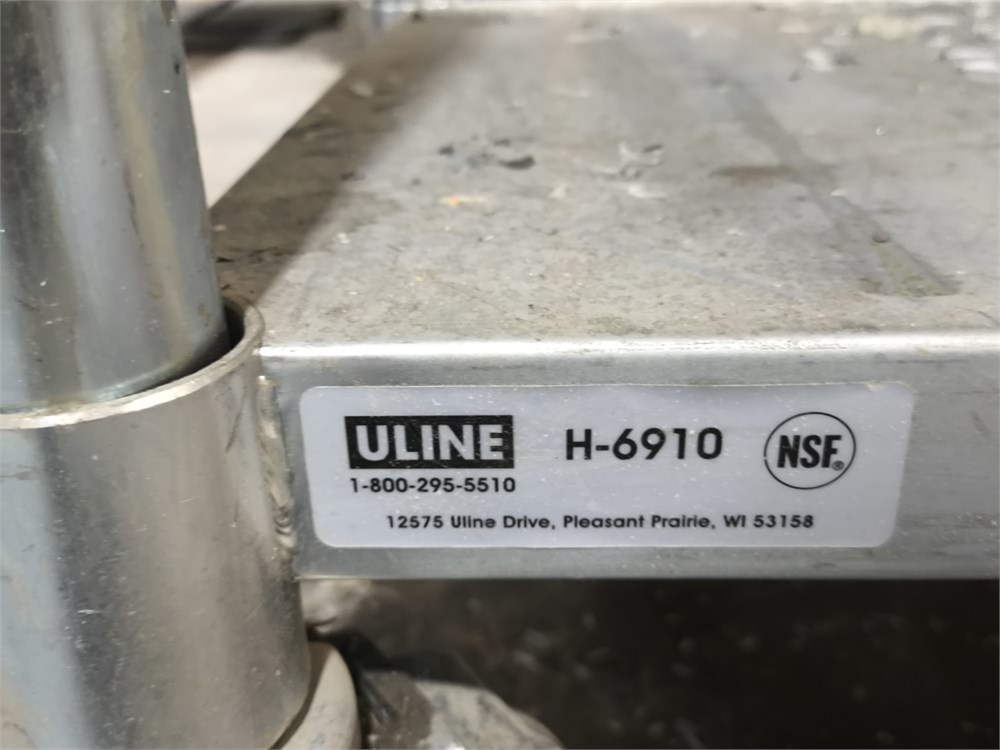 ULINE H-6910 NSF®
1-800-295-5510
12575 Uline Drive, Pleasant Prairie, WI 53158